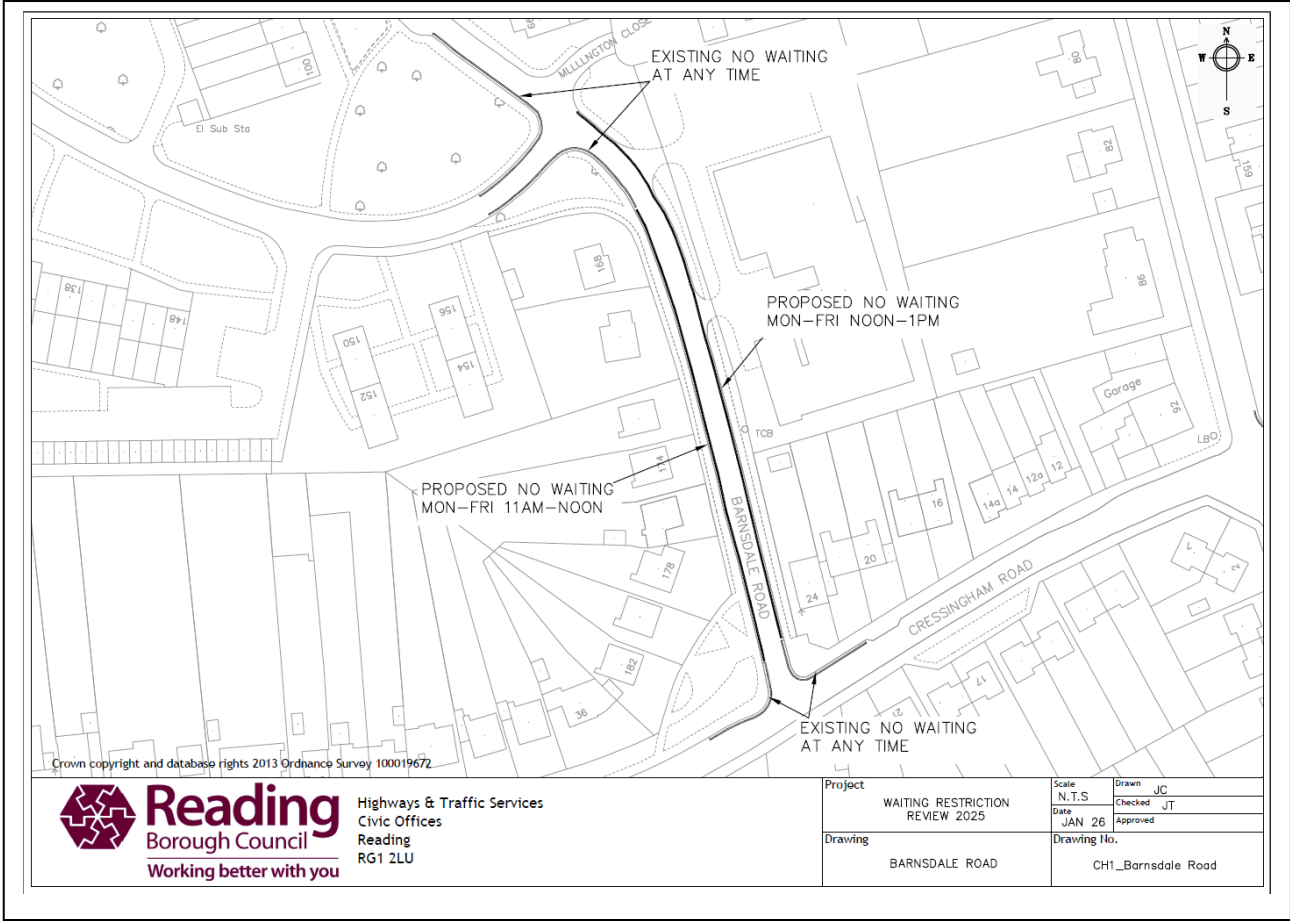 EXISTING NO WAITING
AT ANY TIME
MLLLNGTON CLOSE
N
W
E
S
100
El Sub Sta
80
82
159
86
138
148
168
156
154
150
152
PROPOSED NO WAITING
MON-FRI NOON-1PM
TCB
Garage
92
LB
174
PROPOSED NO WAITING
MON-FRI 11AM-NOON
BARNSDALE ROAD
16
14a
14
12a
12
20
24
178
182
36
CRESSINGHAM ROAD
2
17
21
EXISTING NO WAITING
AT ANY TIME
Crown copyright and database rights 2013 Ordnance Survey 100019672
Reading
Borough Council
Working better with you
Highways & Traffic Services
Civic Offices
Reading
RG1 2LU
Project
WAITING RESTRICTION
REVIEW 2025
Drawing
BARNSDALE ROAD
Scale
N.T.S
Date
JAN 26
Drawn
JC
Checked
JT
Approved
Drawing No.
CH1_Barnsdale Road